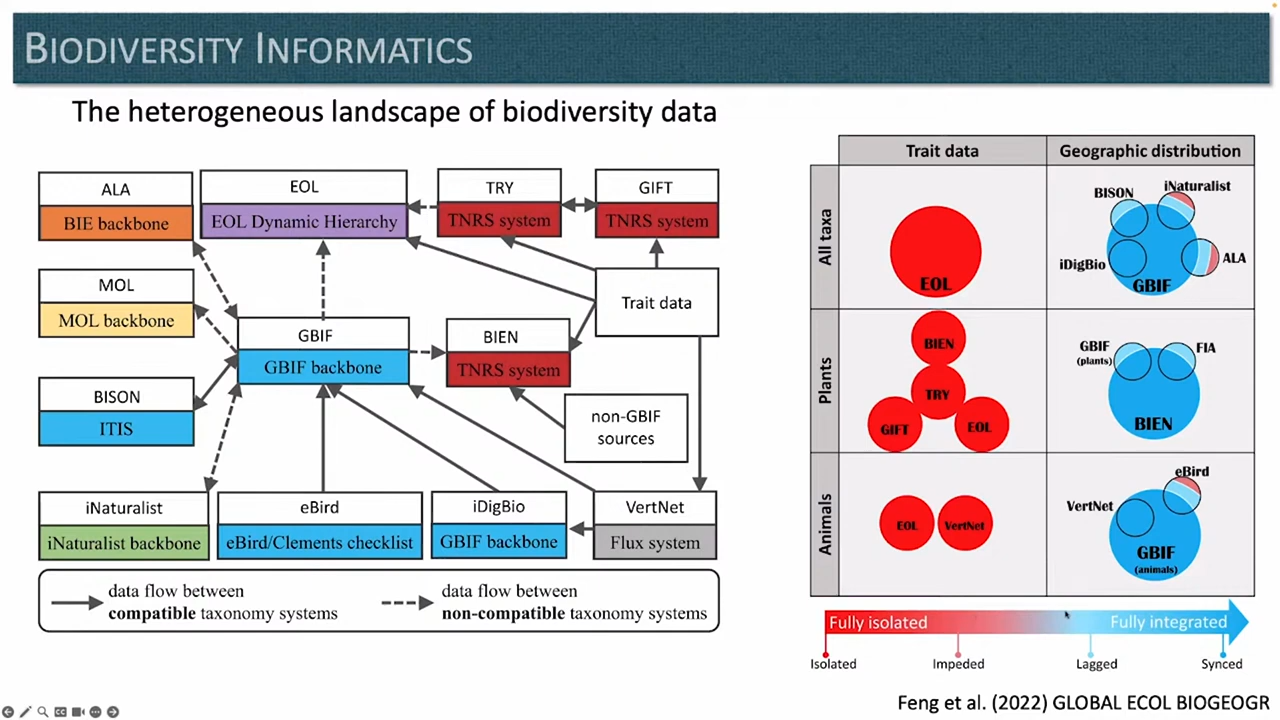 BIODIVERSITY INFORMATICS
The heterogeneous landscape of biodiversity data
ALA
BIE backbone
EOL
EOL Dynamic Hierarchy
TRY
TNRS system
GIFT
TNRS system
MOL
MOL backbone
Trait data
GBIF
GBIF backbone
BIEN
TNRS system
BISON
ITIS
non-GBIF
sources
iNaturalist
iNaturalist backbone
eBird
eBird/Clements checklist
iDigBio
GBIF backbone
VertNet
Flux system
data flow between
compatible taxonomy systems
data flow between
non-compatible taxonomy systems
Trait data
Geographic distribution
All taxa
EOL
BISON
iNaturalist
iDigBio
ALA
GBIF
Plants
BIEN
TRY
GIFT
EOL
GBIF
(plants)
FIA
BIEN
Animals
EOL
VertNet
eBird
VertNet
GBIF
(animals)
Fully isolated
Fully integrated
Isolated
Impeded
Lagged
Synced
Feng et al. (2022) GLOBAL ECOL BIOGEOGR